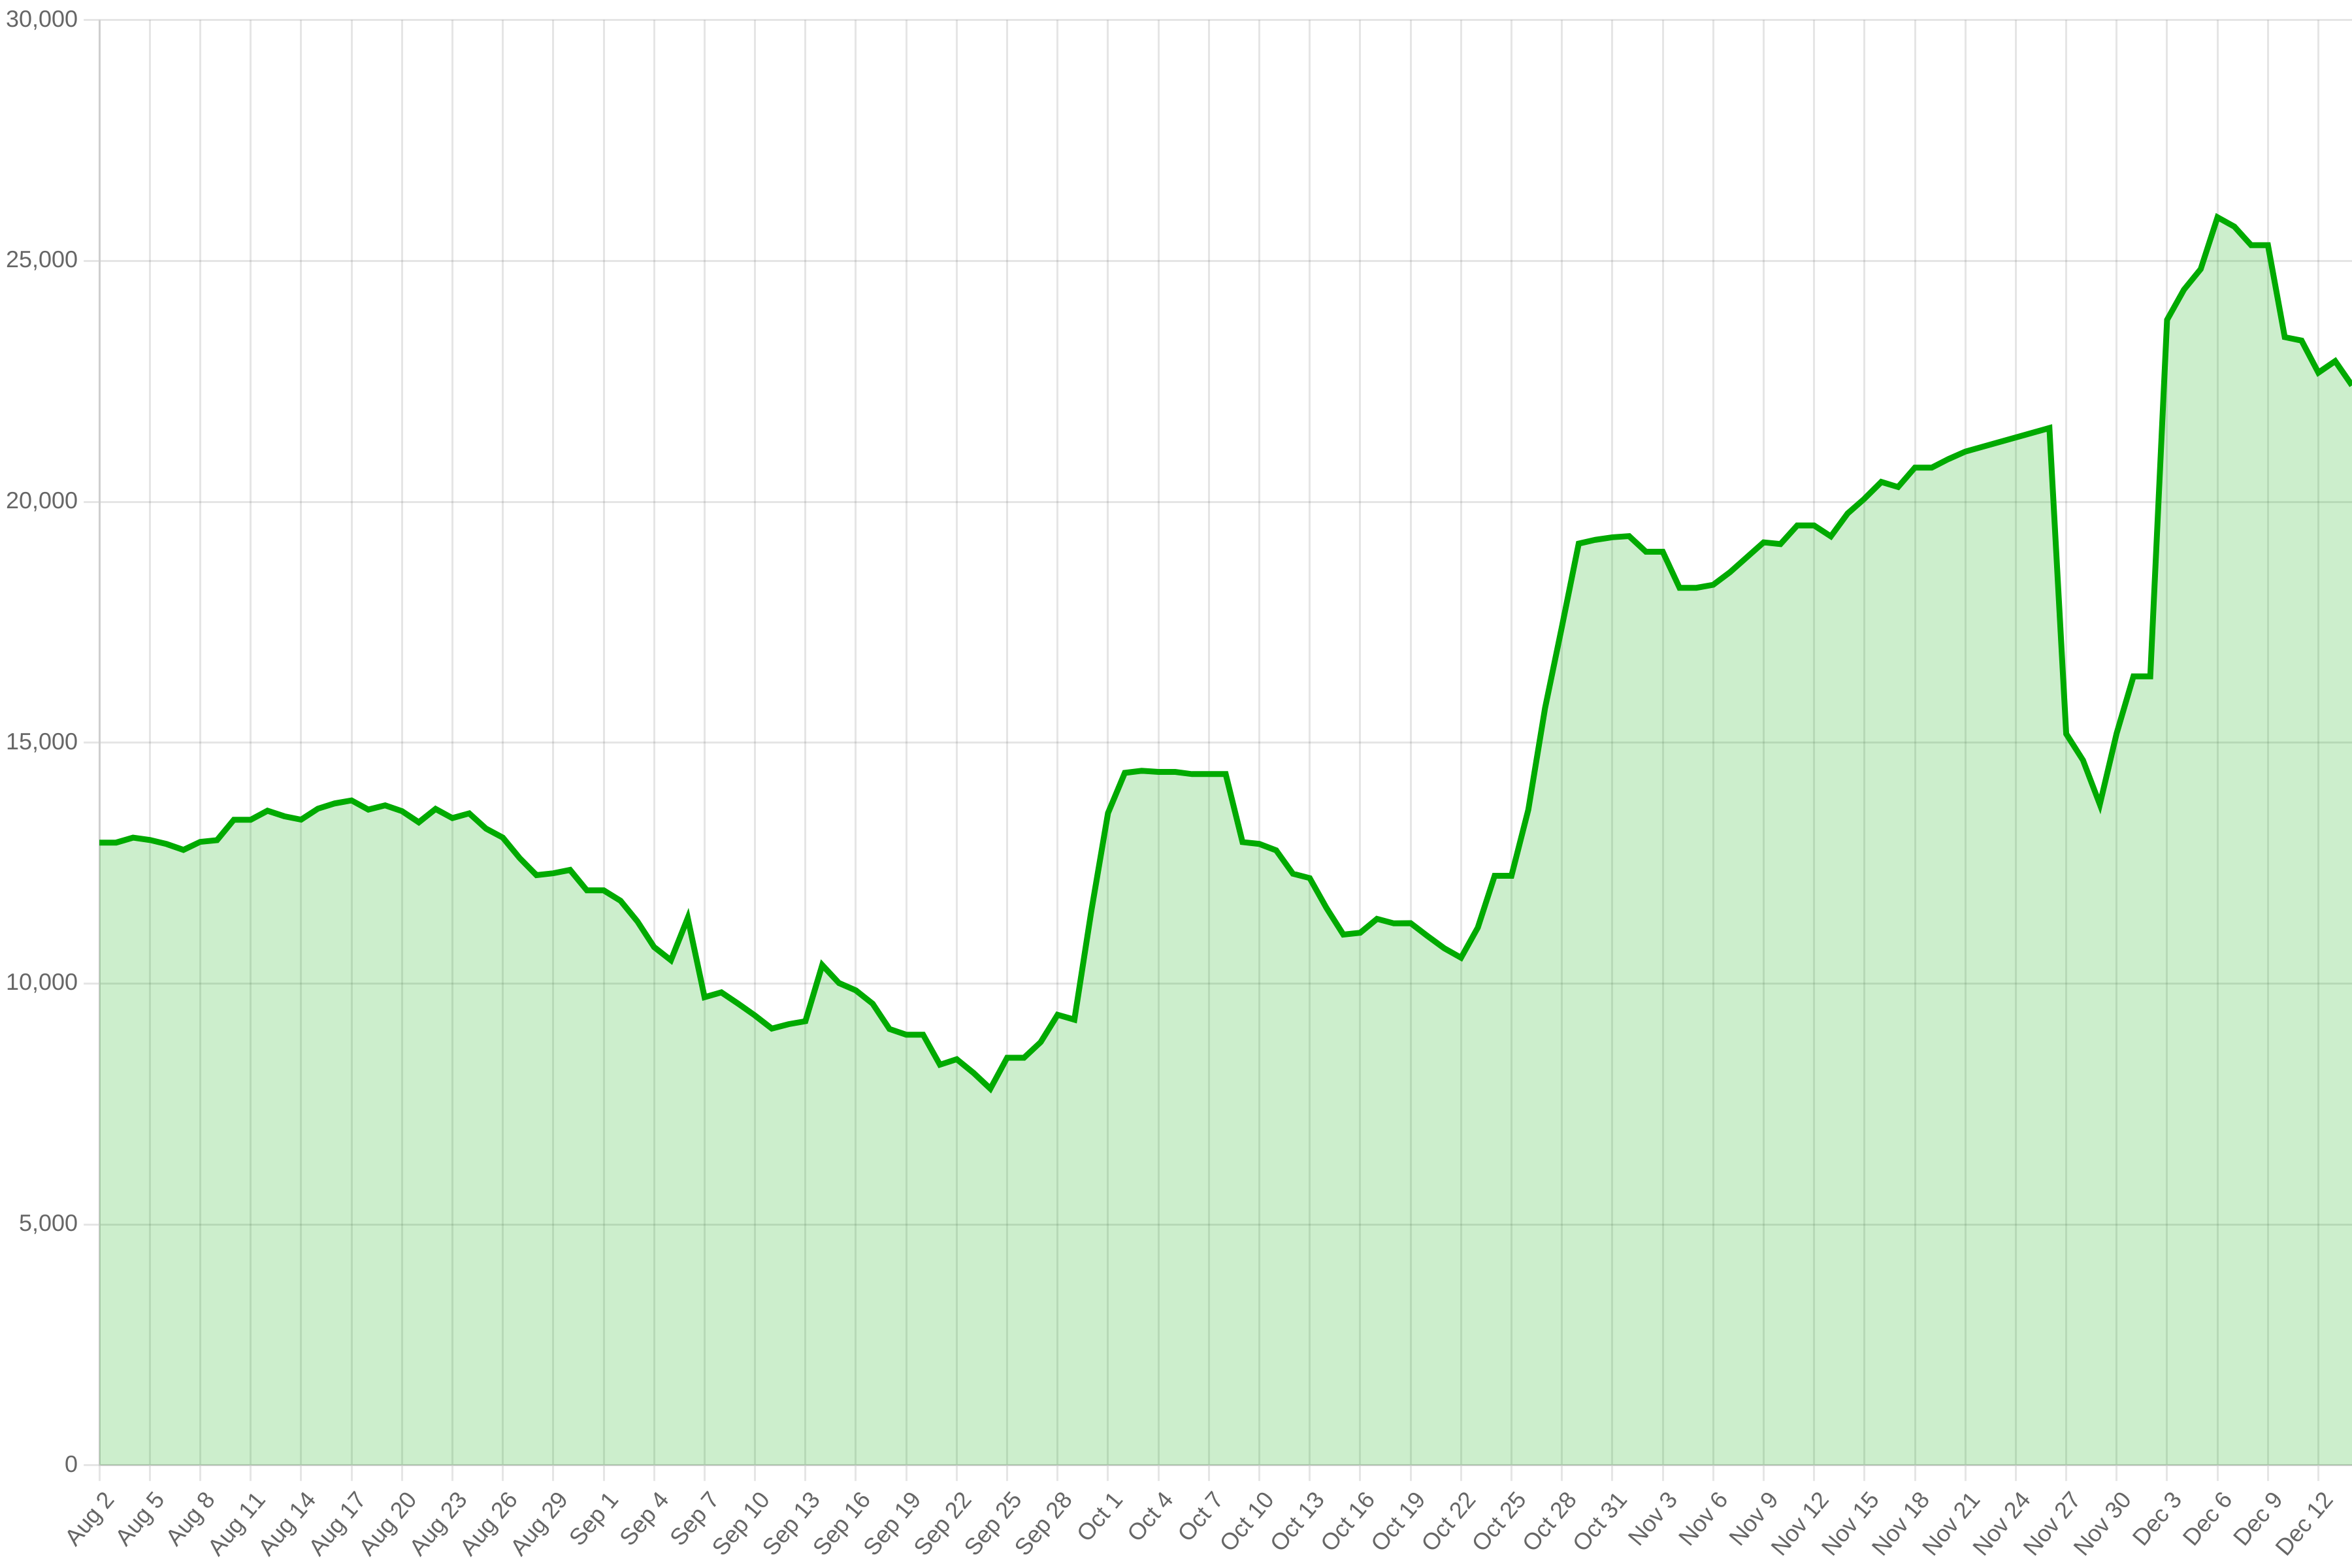 30,000
25,000
20,000
15,000
10,000
5,000
0
Aug 2
Aug 5
Aug 8
Aug 11
Aug 14
Aug 17
Aug 20
Aug 23
Aug 26
Aug 29
Sep 1
Sep 4
Sep 7
Sep 10
Sep 13
Sep 16
Sep 19
Sep 22
Sep 25
Sep 28
Oct 1
Oct 4
Oct 7
Oct 10
Oct 13
Oct 16
Oct 19
Oct 22
Oct 25
Oct 28
Oct 31
Nov 3
Nov 6
Nov 9
Nov 12
Nov 15
Nov 18
Nov 21
Nov 24
Nov 27
Nov 30
Dec 3
Dec 6
Dec 9
Dec 12